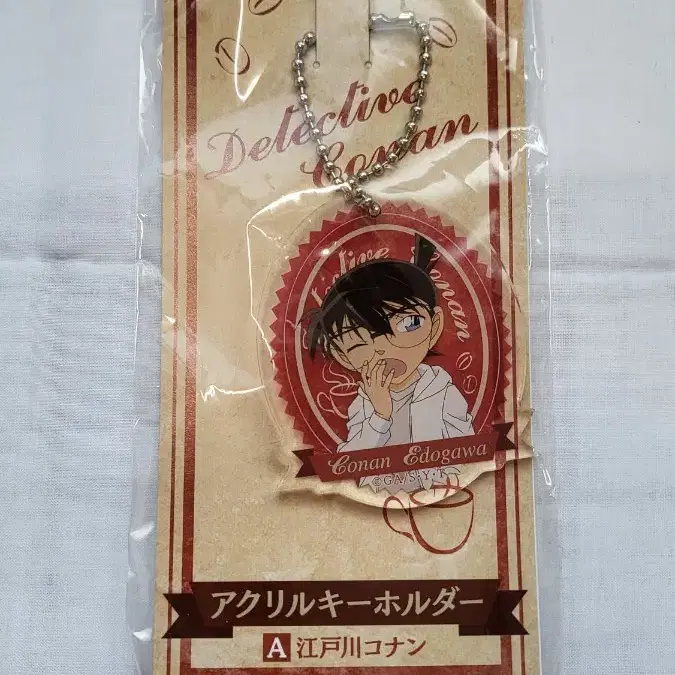 Detective
Conan
Conan
Conan Edogawa
©GA/S･Y･T
アクリルキーホルダー
A 江戸川コナン